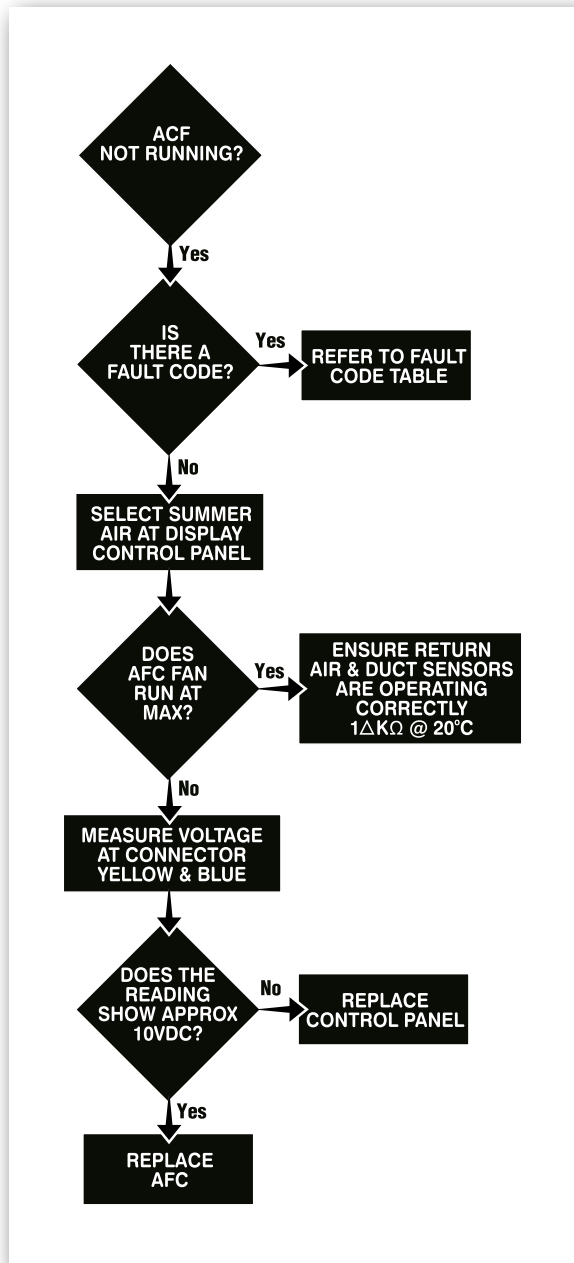 ACF
NOT RUNNING?
Yes
IS
THERE A
FAULT CODE?
Yes
REFER TO FAULT
CODE TABLE
No
SELECT SUMMER
AIR AT DISPLAY
CONTROL PANEL
DOES
AFC FAN
RUN AT
MAX?
Yes
ENSURE RETURN
AIR & DUCT SENSORS
ARE OPERATING
CORRECTLY
1△KΩ @ 20°C
No
MEASURE VOLTAGE
AT CONNECTOR
YELLOW & BLUE
DOES THE
READING
SHOW APPROX
10VDC?
No
REPLACE
CONTROL PANEL
Yes
REPLACE
AFC